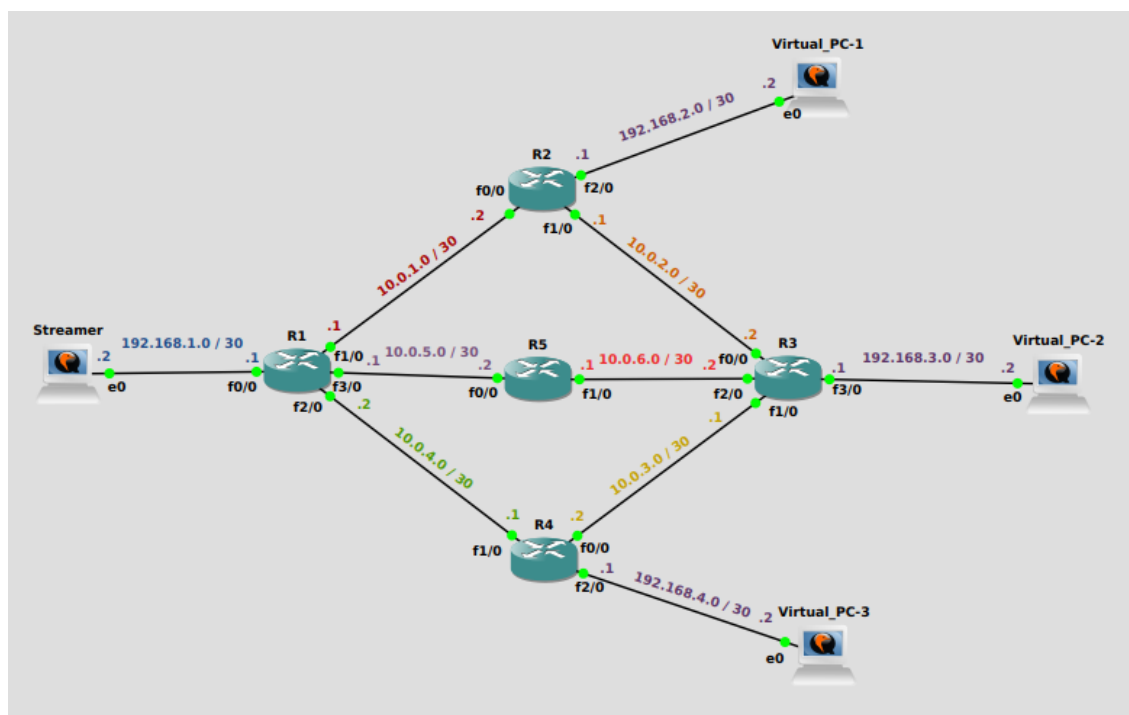 Virtual_PC-1
.2
192.168.2.0 / 30
e0
R2
.1
f0/0
f2/0
.2
f1/0
.1
10.0.1.0 / 30
10.0.2.0 / 30
Streamer
.2
192.168.1.0 / 30
.1
R1
.1
f1/0
.1
10.0.5.0 / 30
.2
R5
.1
10.0.6.0 / 30
.2
.2
f0/0
R3
.1
192.168.3.0 / 30
.2
Virtual_PC-2
e0
f0/0
f3/0
f2/0
.2
f0/0
f1/0
f2/0
f3/0
f1/0
.1
e0
10.0.4.0 / 30
10.0.3.0 / 30
.1
R4
.2
f1/0
f0/0
.1
f2/0
192.168.4.0 / 30
.2
Virtual_PC-3
e0